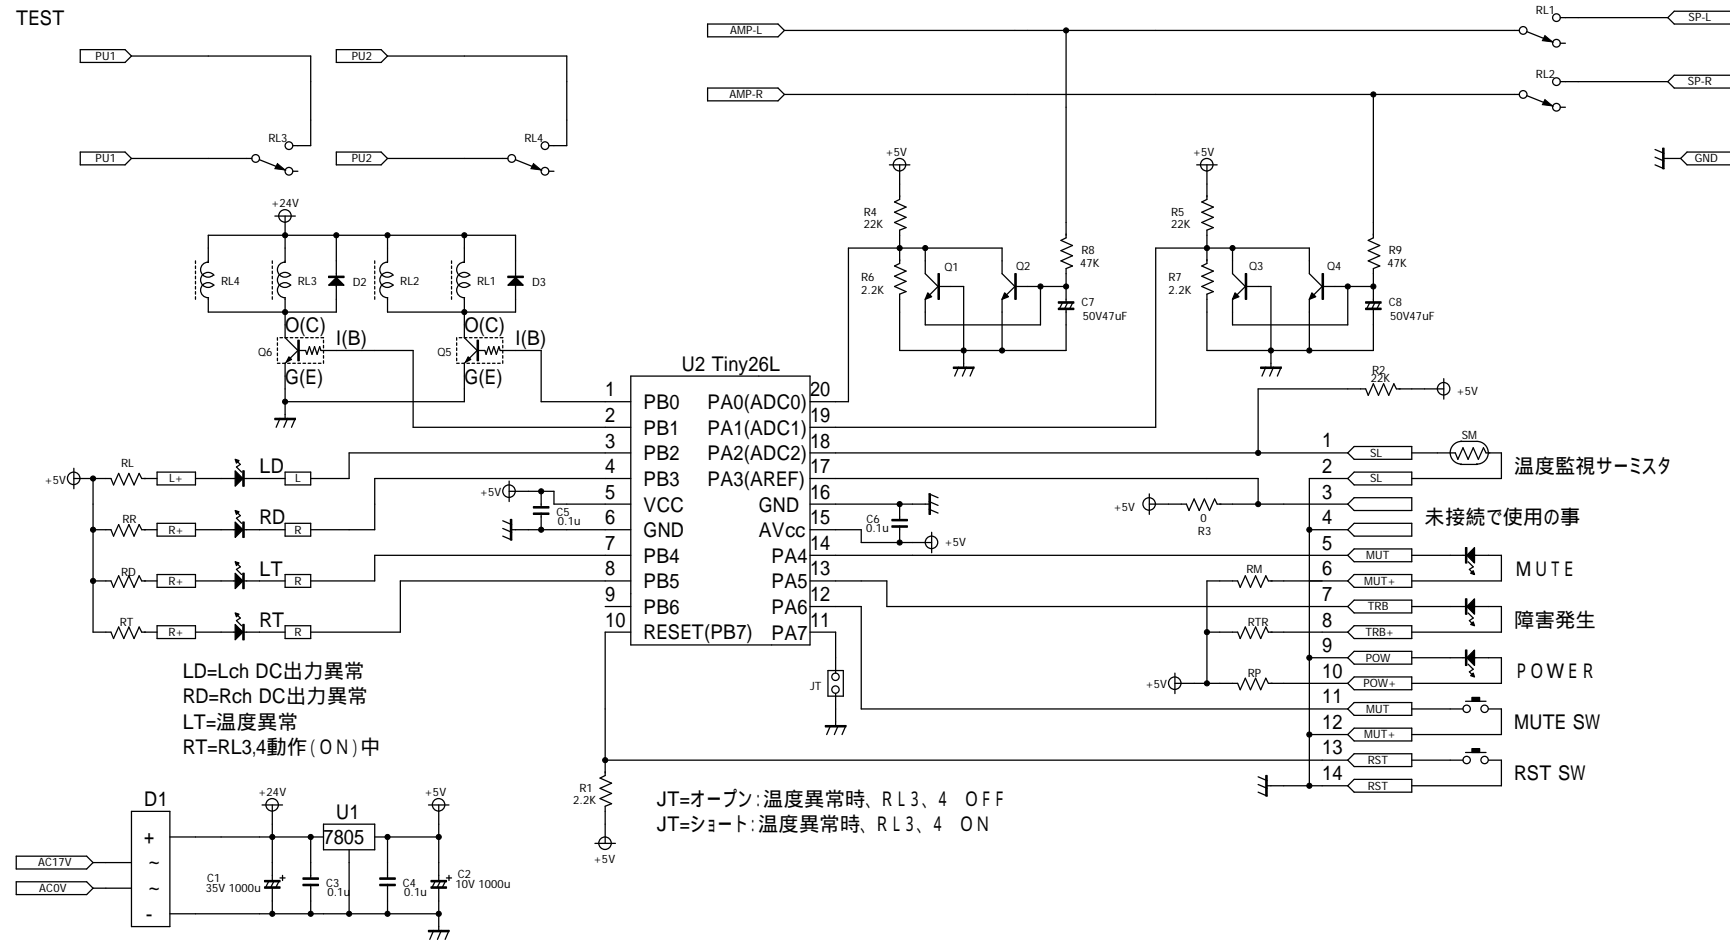 TEST
PU1
PU2
PU1
RL3
PU2
RL4
AMP-L
AMP-R
RL1
SP-L
RL2
SP-R
GND
+24V
RL4
RL3
D2
RL2
RL1
D3
O(C)
I(B)
Q6
G(E)
O(C)
I(B)
Q5
G(E)
+5V
R4
22K
R6
2.2K
Q1
Q2
R8
47K
C7
50V47uF
+5V
R5
22K
R7
2.2K
Q3
Q4
R9
47K
C8
50V47uF
R2
22K
+5V
U2 Tiny26L
1 PB0 PA0(ADC0) 20
2 PB1 PA1(ADC1) 19
3 PB2 PA2(ADC2) 18
4 PB3 PA3(AREF) 17
5 VCC GND 16
6 GND AVcc 15
7 PB4 PA4 14
8 PB5 PA5 13
9 PB6 PA6 12
10 RESET(PB7) PA7 11
+5V
RL L+ LD L
RR R+ RD R
RD R+ LT R
RT R+ RT R
+5V
C5
0.1u
C6
0.1u
+5V
+5V
0
R3
1 SL SM
2 SL
温度監視サーミスタ
3
4
未接続で使用の事
5 MUT
6 MUT+
MUTE
7 TRB
8 TRB+
障害発生
9 POW
10 POW+
POWER
11 MUT
12 MUT+
MUTE SW
13 RST
14 RST
RST SW
RM
RTR
+5V
RP
JT
LD=Lch DC出力異常
RD=Rch DC出力異常
LT=温度異常
RT=RL3,4動作(ON)中
R1
2.2K
+5V
JT=オープン:温度異常時、RL3、4 OFF
JT=ショート:温度異常時、RL3、4 ON
D1
+
~
~
-
AC17V
AC0V
+24V
U1
7805
+5V
C1
35V 1000u
+
C3
0.1u
C4
0.1u
+
C2
10V 1000u